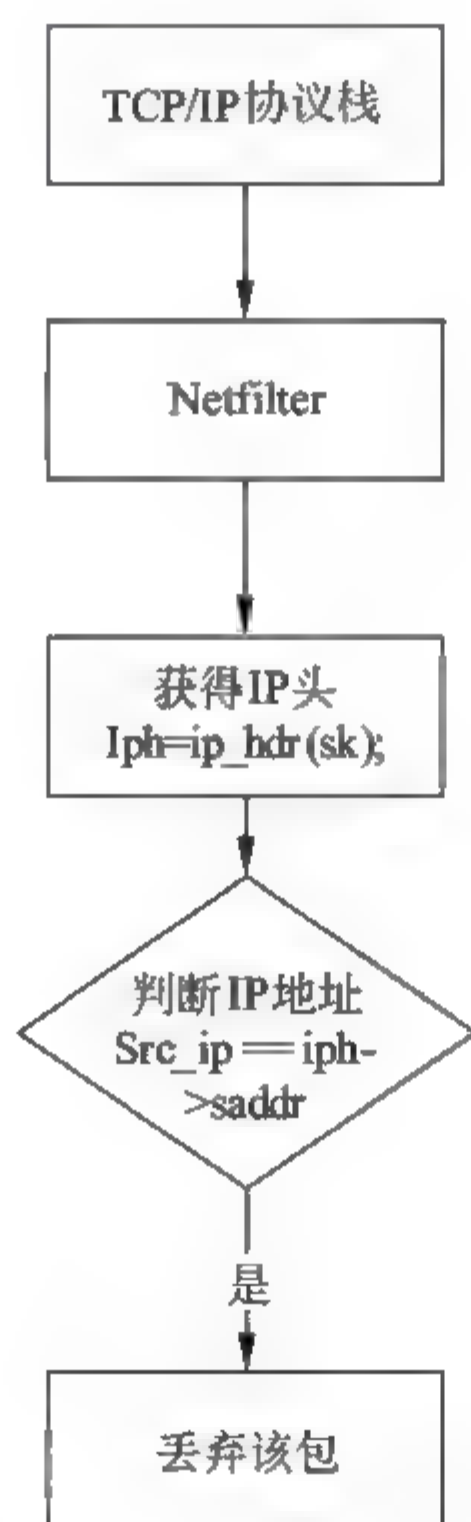 TCP/IP协议栈
Netfilter
获得IP头
Iph=ip_hdr(sk);
判断IP地址
Src_ip==iph-
>saddr
是
丢弃该包